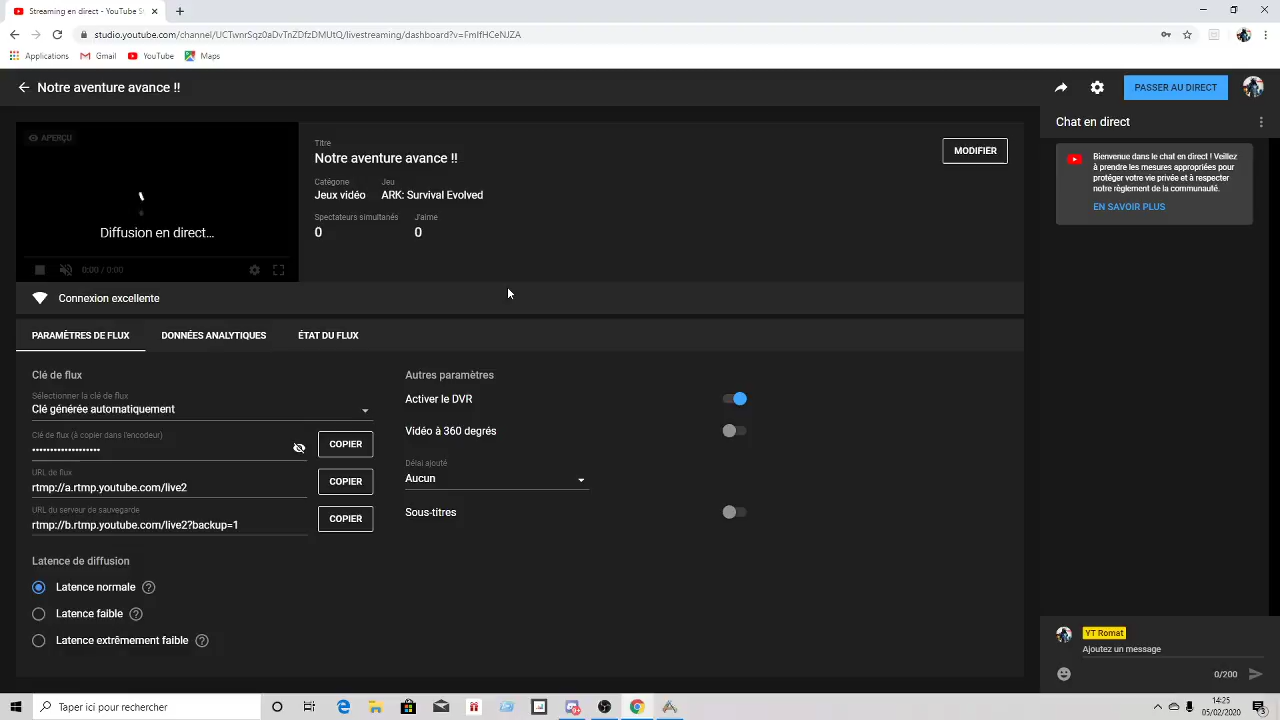 Streaming en direct - YouTube S
studio.youtube.com/channel/UCTwnrSqz0aDvTnZDfzDMUtQ/livestreaming/dashboard?v=FmIfHCeNJZA
Applications Gmail YouTube Maps
Notre aventure avance !!
PASSER AU DIRECT
APERÇU
Diffusion en direct...
0:00 / 0:00
Titre
Notre aventure avance !!
MODIFIER
Catégorie Jeu
Jeux vidéo ARK: Survival Evolved
Spectateurs simultanés J'aime
0 0
Connexion excellente
PARAMÈTRES DE FLUX DONNÉES ANALYTIQUES ÉTAT DU FLUX
Clé de flux
Sélectionner la clé de flux
Clé générée automatiquement
Clé de flux (à copier dans l'encodeur)
••••••••••••••••••• COPIER
URL de flux
rtmp://a.rtmp.youtube.com/live2 COPIER
URL du serveur de sauvegarde
rtmp://b.rtmp.youtube.com/live2?backup=1 COPIER
Latence de diffusion
Latence normale ?
Latence faible ?
Latence extrêmement faible ?
Autres paramètres
Activer le DVR
Vidéo à 360 degrés
Délai ajouté
Aucun
Sous-titres
Chat en direct
Bienvenue dans le chat en direct ! Veillez
à prendre les mesures appropriées pour
protéger votre vie privée et à respecter
notre règlement de la communauté.
EN SAVOIR PLUS
YT Romat
Ajoutez un message
0/200
Taper ici pour rechercher
14:25
05/02/2020